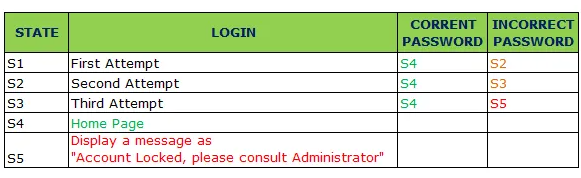 STATE LOGIN CORRENT PASSWORD INCORRECT PASSWORD
S1 First Attempt S4 S2
S2 Second Attempt S4 S3
S3 Third Attempt S4 S5
S4 Home Page
S5 Display a message as
"Account Locked, please consult Administrator"